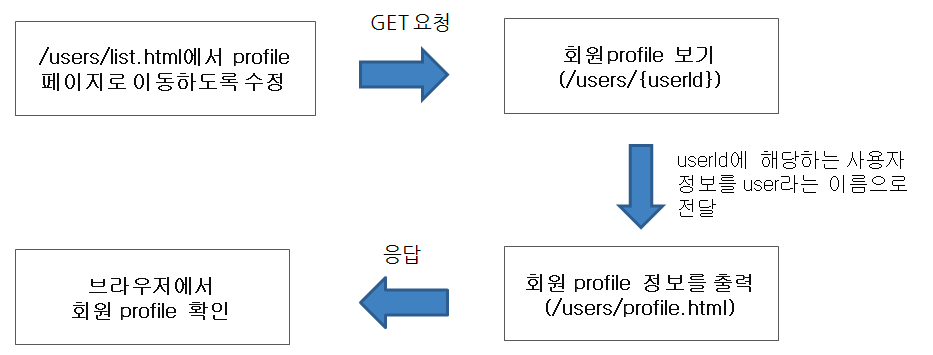 GET 요청
/users/list.html에서 profile
페이지로 이동하도록 수정
회원profile 보기
(/users/{userId})
userId에 해당하는 사용자
정보를 user라는 이름으로
전달
회원 profile 정보를 출력
(/users/profile.html)
응답
브라우저에서
회원 profile 확인